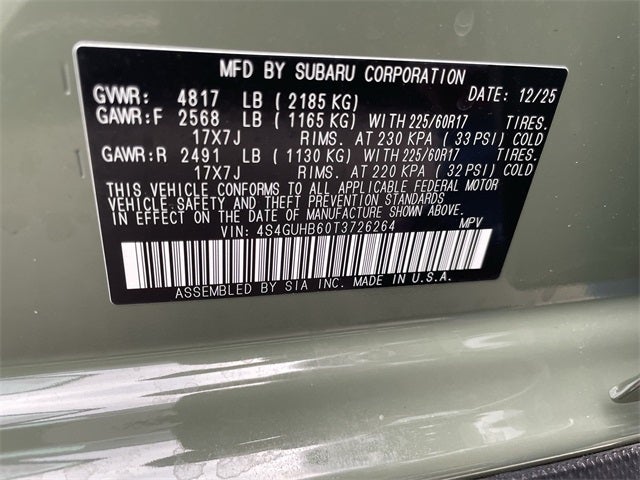 MFD BY SUBARU CORPORATION
GVWR: 4817 LB ( 2185 KG) DATE: 12/25
GAWR:F 2568 LB ( 1165 KG) WITH 225/60R17 TIRES.
17X7J RIMS. AT 230 KPA ( 33 PSI) COLD
GAWR:R 2491 LB ( 1130 KG) WITH 225/60R17 TIRES.
17X7J RIMS. AT 220 KPA ( 32 PSI) COLD
THIS VEHICLE CONFORMS TO ALL APPLICABLE FEDERAL MOTOR
VEHICLE SAFETY AND THEFT PREVENTION STANDARDS
IN EFFECT ON THE DATE OF MANUFACTURE SHOWN ABOVE.
VIN: 4S4GUHB60T3726264 MPV
ASSEMBLED BY SIA INC. MADE IN U.S.A.